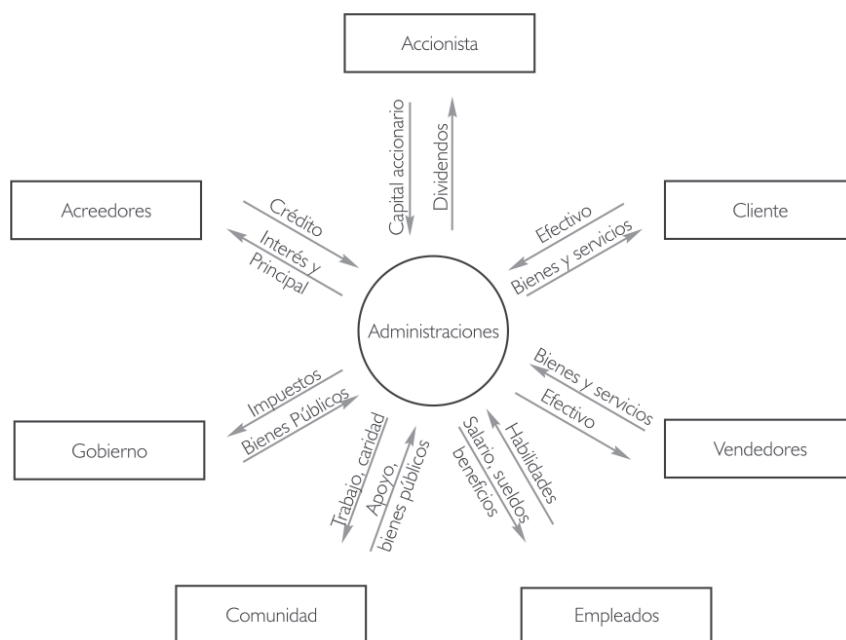 Accionista
Capital accionario
Dividendos
Acreedores
Crédito
Interés y
Principal
Cliente
Efectivo
Bienes y servicios
Administraciones
Gobierno
Impuestos
Bienes Públicos
Vendedores
Bienes y servicios
Efectivo
Trabajo, caridad
Apoyo,
bienes públicos
Salario, sueldos
beneficios
Habilidades
Comunidad
Empleados